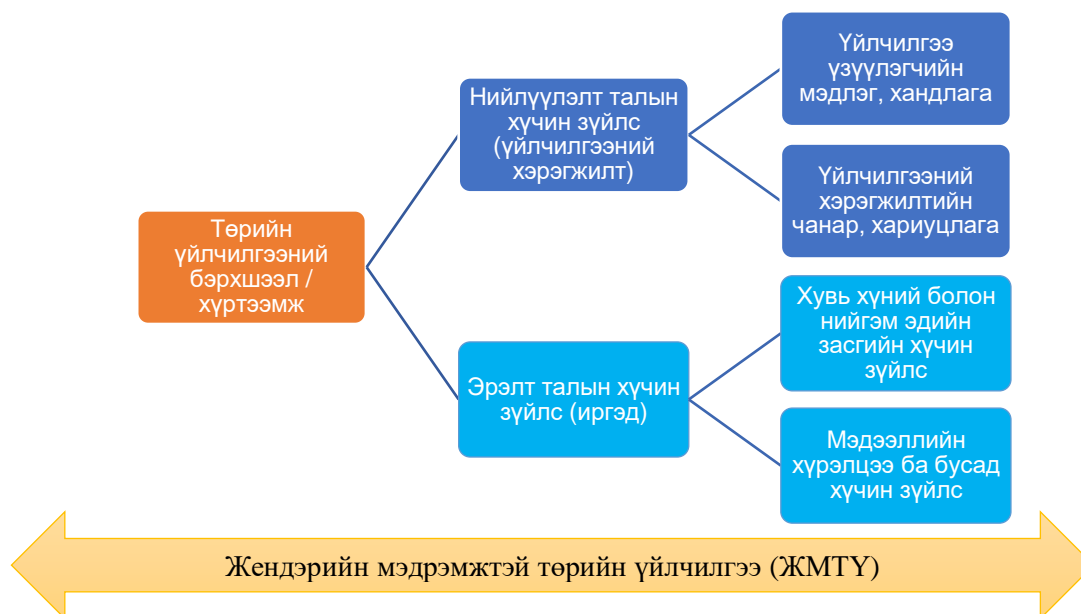 Төрийн
үйлчилгээний
бэрхшээл /
хүртээмж
Нийлүүлэлт талын
хүчин зүйлс
(үйлчилгээний
хэрэгжилт)
Үйлчилгээ
үзүүлэгчийн
мэдлэг, хандлага
Үйлчилгээний
хэрэгжилтийн
чанар, хариуцлага
Эрэлт талын хүчин
зүйлс (иргэд)
Хувь хүний болон
нийгэм эдийн
засгийн хүчин
зүйлс
Мэдээллийн
хүрэлцээ ба бусад
хүчин зүйлс
Жендэрийн мэдрэмжтэй төрийн үйлчилгээ (ЖМТҮ)